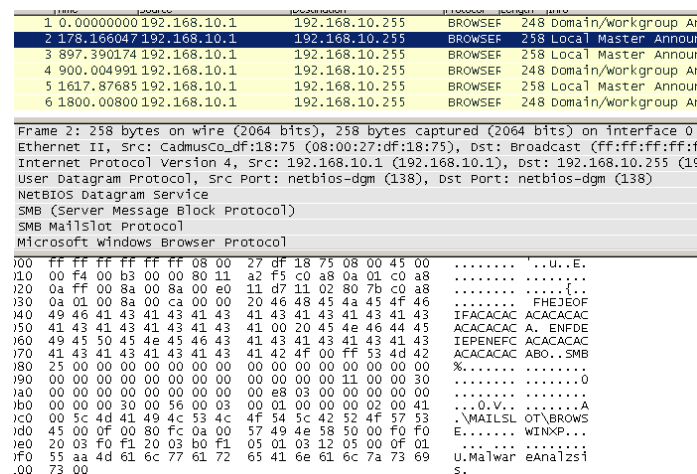 Time Source Destination Protocol Length Info
1 0.00000000 192.168.10.1 192.168.10.255 BROWSER 248 Domain/Workgroup An
2 178.166047 192.168.10.1 192.168.10.255 BROWSER 258 Local Master Announ
3 897.390174 192.168.10.1 192.168.10.255 BROWSER 258 Local Master Announ
4 900.004991 192.168.10.1 192.168.10.255 BROWSER 248 Domain/Workgroup An
5 1617.87685 192.168.10.1 192.168.10.255 BROWSER 258 Local Master Announ
6 1800.00800 192.168.10.1 192.168.10.255 BROWSER 248 Domain/Workgroup An
Frame 2: 258 bytes on wire (2064 bits), 258 bytes captured (2064 bits) on interface 0
Ethernet II, Src: CadmusCo_df:18:75 (08:00:27:df:18:75), Dst: Broadcast (ff:ff:ff:ff:f
Internet Protocol Version 4, Src: 192.168.10.1 (192.168.10.1), Dst: 192.168.10.255 (19
User Datagram Protocol, Src Port: netbios-dgm (138), Dst Port: netbios-dgm (138)
NetBIOS Datagram Service
SMB (Server Message Block Protocol)
SMB MailSlot Protocol
Microsoft Windows Browser Protocol
000 ff ff ff ff ff ff 08 00 27 df 18 75 08 00 45 00 ........ '..u..E.
010 00 f4 00 b3 00 00 80 11 a2 f5 c0 a8 0a 01 c0 a8 ........ ........
020 0a ff 00 8a 00 8a 00 e0 11 d7 11 02 80 7b c0 a8 ........ .....{..
030 0a 01 00 8a 00 ca 00 00 20 46 48 45 4a 45 4f 46 ........ FHEJEOF
040 49 46 41 43 41 43 41 43 41 43 41 43 41 43 41 43 IFACACAC ACACACAC
050 41 43 41 43 41 43 41 43 41 00 20 45 4e 46 44 45 ACACACAC A. ENFDE
060 49 45 50 45 4e 45 46 43 41 43 41 43 41 43 41 43 IEPENEFC ACACACAC
070 41 43 41 43 41 43 41 43 41 42 4f 00 ff 53 4d 42 ACACACAC ABO..SMB
080 25 00 00 00 00 00 00 00 00 00 00 00 00 00 00 00 %....... ........
090 00 00 00 00 00 00 00 00 00 00 00 00 11 00 00 30 ........ .......0
0a0 00 00 00 00 00 00 00 00 00 e8 03 00 00 00 00 00 ........ ........
0b0 00 00 00 30 00 56 00 03 00 01 00 00 00 02 00 41 ...0.V.. .......A
0c0 00 5c 4d 41 49 4c 53 4c 4f 54 5c 42 52 4f 57 53 .\MAILSL OT\BROWS
0d0 45 00 0f 00 80 fc 0a 00 57 49 4e 58 50 00 f0 f0 E....... WINXP...
0e0 20 03 f0 f1 20 03 b0 f1 05 01 03 12 05 00 0f 01 ... ... ........
0f0 55 aa 4d 61 6c 77 61 72 65 41 6e 61 6c 7a 73 69 U.Malwar eAnalzsi
.00 73 00 s.